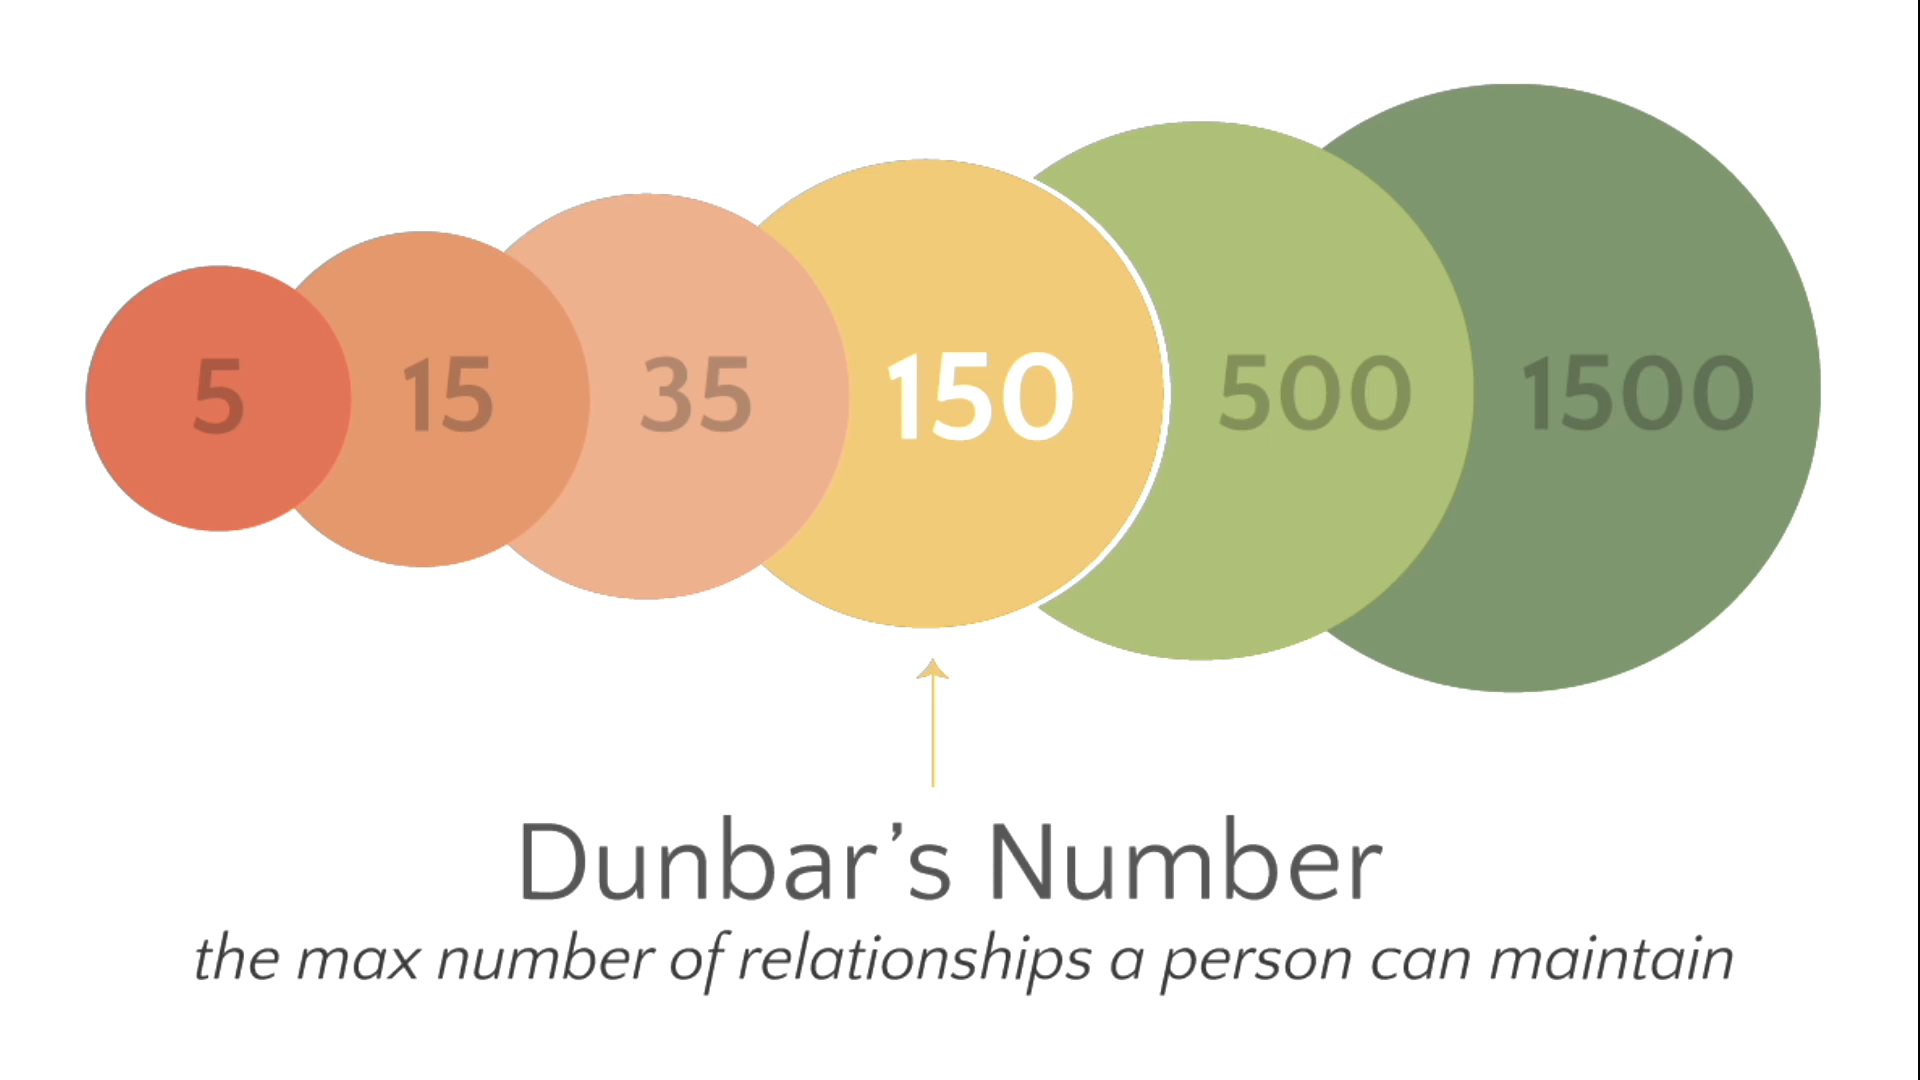 5 15 35 150 500 1500
Dunbar's Number
the max number of relationships a person can maintain